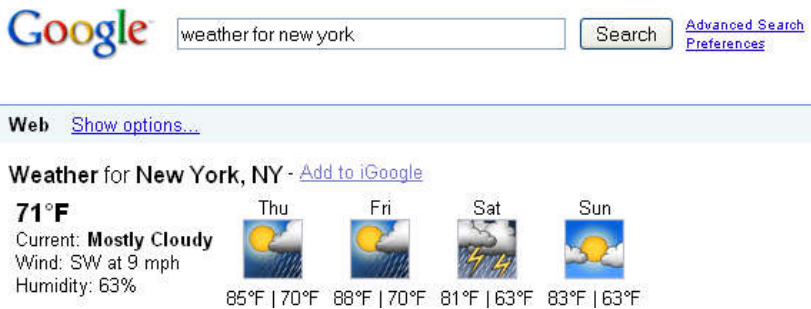 Google weather for new york Search Advanced Search
Preferences
Web Show options...
Weather for New York, NY - Add to iGoogle
71°F
Current: Mostly Cloudy
Wind: SW at 9 mph
Humidity: 63%
Thu Fri Sat Sun
85°F | 70°F 88°F | 70°F 81°F | 63°F 83°F | 63°F